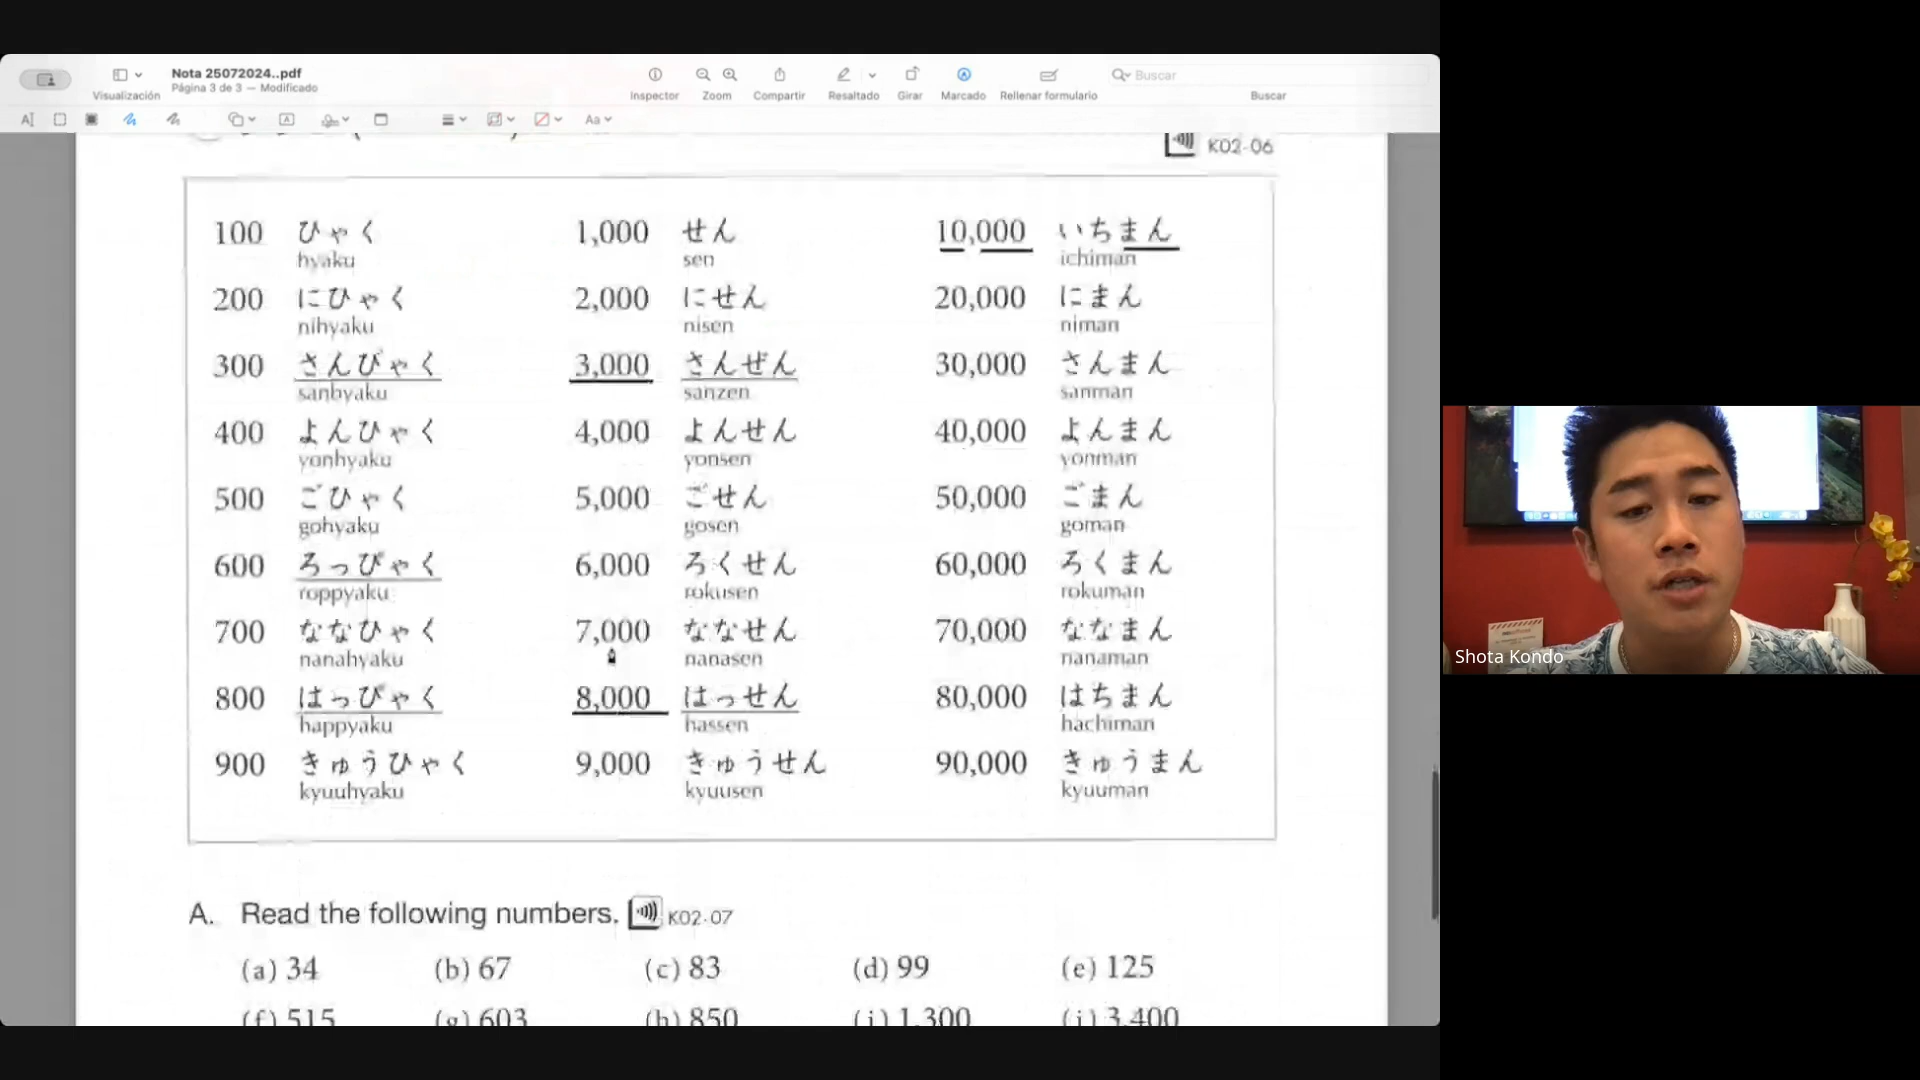 Nota 25072024..pdf
Página 3 de 3 — Modificado
Visualización
Inspector
Zoom
Compartir
Resaltado
Girar
Marcado
Rellenar formulario
Buscar
Buscar
Aa
K02-06
100 ひゃく 1,000 せん 10,000 いちまん
hyaku sen ichiman
200 にひゃく 2,000 にせん 20,000 にまん
nihyaku nisen niman
300 さんびゃく 3,000 さんぜん 30,000 さんまん
sanbyaku sanzen sanman
400 よんひゃく 4,000 よんせん 40,000 よんまん
yonhyaku yonsen yonman
500 ごひゃく 5,000 ごせん 50,000 ごまん
gohyaku gosen goman
600 ろっぴゃく 6,000 ろくせん 60,000 ろくまん
roppyaku rokusen rokuman
700 ななひゃく 7,000 ななせん 70,000 ななまん
nanahyaku nanasen nanaman
800 はっぴゃく 8,000 はっせん 80,000 はちまん
happyaku hassen hachiman
900 きゅうひゃく 9,000 きゅうせん 90,000 きゅうまん
kyuuhyaku kyuusen kyuuman
A. Read the following numbers. K02-07
(a) 34 (b) 67 (c) 83 (d) 99 (e) 125
(f) 515 (g) 603 (h) 850 (i) 1,300 (j) 3,400
Shota Kondo